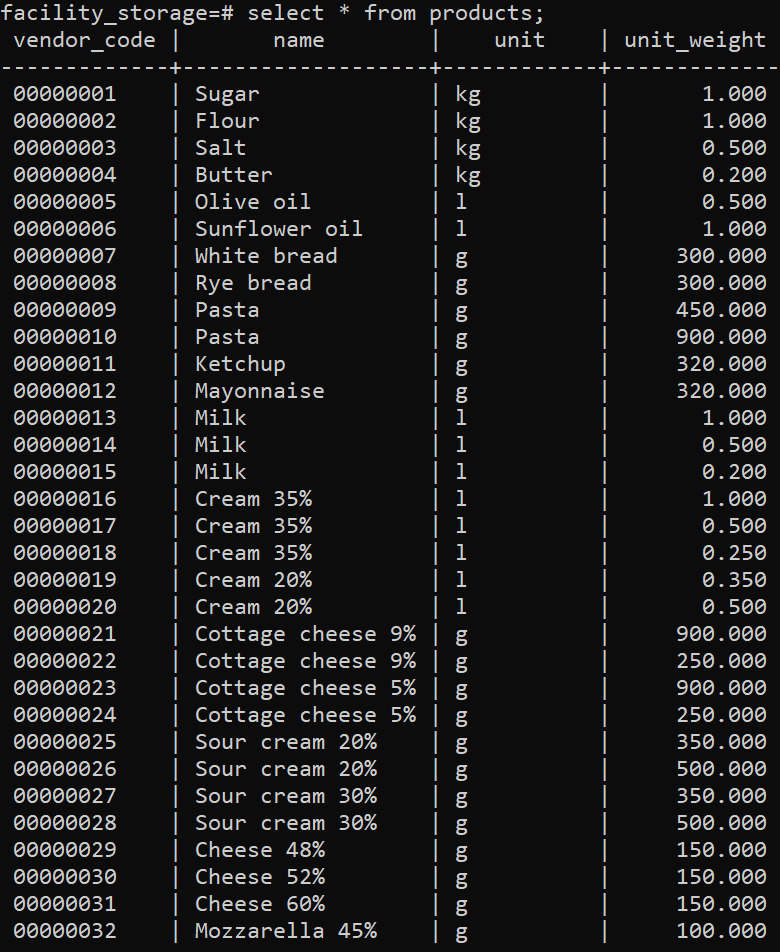 facility_storage=# select * from products;
 vendor_code |       name        |    unit    | unit_weight
-------------+-------------------+------------+-------------
 00000001    | Sugar             | kg         |       1.000
 00000002    | Flour             | kg         |       1.000
 00000003    | Salt              | kg         |       0.500
 00000004    | Butter            | kg         |       0.200
 00000005    | Olive oil         | l          |       0.500
 00000006    | Sunflower oil     | l          |       1.000
 00000007    | White bread       | g          |     300.000
 00000008    | Rye bread         | g          |     300.000
 00000009    | Pasta             | g          |     450.000
 00000010    | Pasta             | g          |     900.000
 00000011    | Ketchup           | g          |     320.000
 00000012    | Mayonnaise        | g          |     320.000
 00000013    | Milk              | l          |       1.000
 00000014    | Milk              | l          |       0.500
 00000015    | Milk              | l          |       0.200
 00000016    | Cream 35%         | l          |       1.000
 00000017    | Cream 35%         | l          |       0.500
 00000018    | Cream 35%         | l          |       0.250
 00000019    | Cream 20%         | l          |       0.350
 00000020    | Cream 20%         | l          |       0.500
 00000021    | Cottage cheese 9% | g          |     900.000
 00000022    | Cottage cheese 9% | g          |     250.000
 00000023    | Cottage cheese 5% | g          |     900.000
 00000024    | Cottage cheese 5% | g          |     250.000
 00000025    | Sour cream 20%    | g          |     350.000
 00000026    | Sour cream 20%    | g          |     500.000
 00000027    | Sour cream 30%    | g          |     350.000
 00000028    | Sour cream 30%    | g          |     500.000
 00000029    | Cheese 48%        | g          |     150.000
 00000030    | Cheese 52%        | g          |     150.000
 00000031    | Cheese 60%        | g          |     150.000
 00000032    | Mozzarella 45%    | g          |     100.000